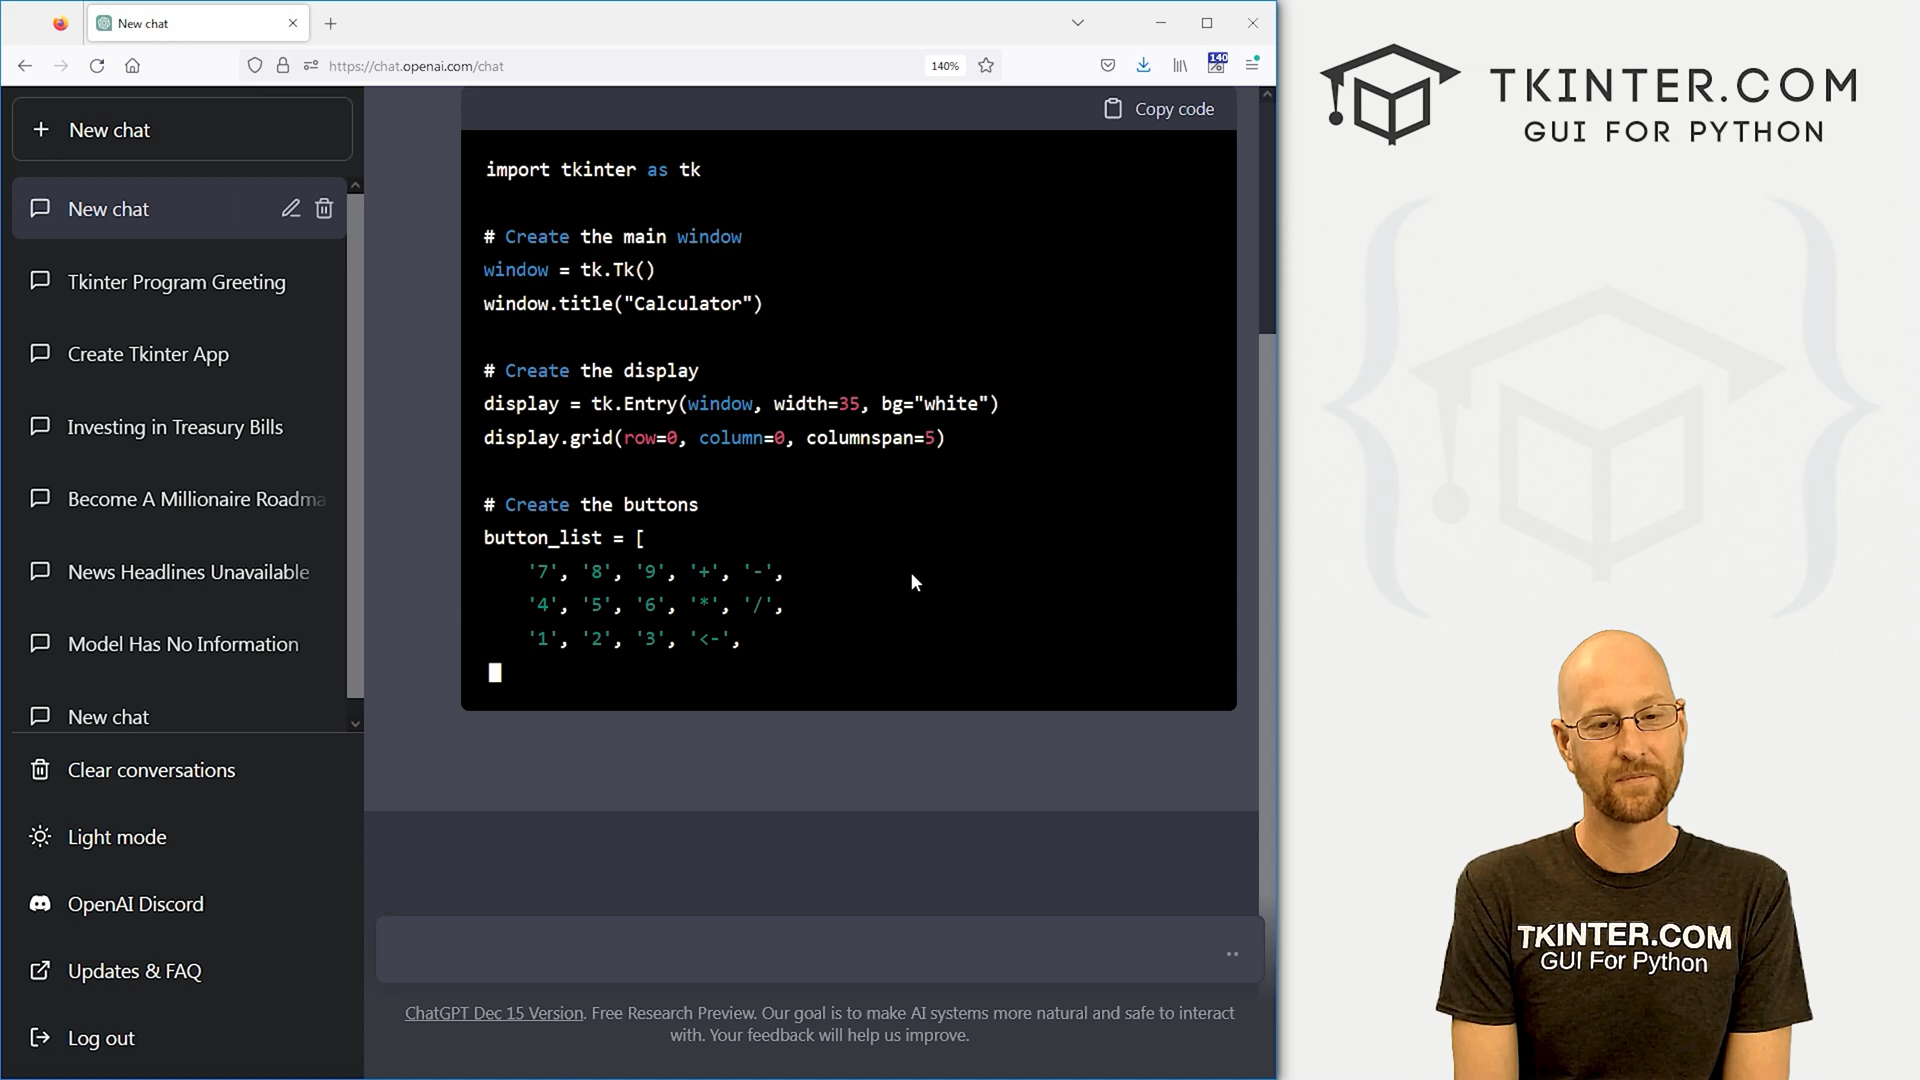 New chat
https://chat.openai.com/chat
140%
140
New chat
New chat
Tkinter Program Greeting
Create Tkinter App
Investing in Treasury Bills
Become A Millionaire Roadma
News Headlines Unavailable
Model Has No Information
New chat
Clear conversations
Light mode
OpenAI Discord
Updates & FAQ
Log out
Copy code
import tkinter as tk
# Create the main window
window = tk.Tk()
window.title("Calculator")
# Create the display
display = tk.Entry(window, width=35, bg="white")
display.grid(row=0, column=0, columnspan=5)
# Create the buttons
button_list = [
'7', '8', '9', '+', '-',
'4', '5', '6', '*', '/',
'1', '2', '3', '<-',
ChatGPT Dec 15 Version. Free Research Preview. Our goal is to make AI systems more natural and safe to interact
with. Your feedback will help us improve.
TKINTER.COM
GUI FOR PYTHON
TKINTER.COM
GUI For Python